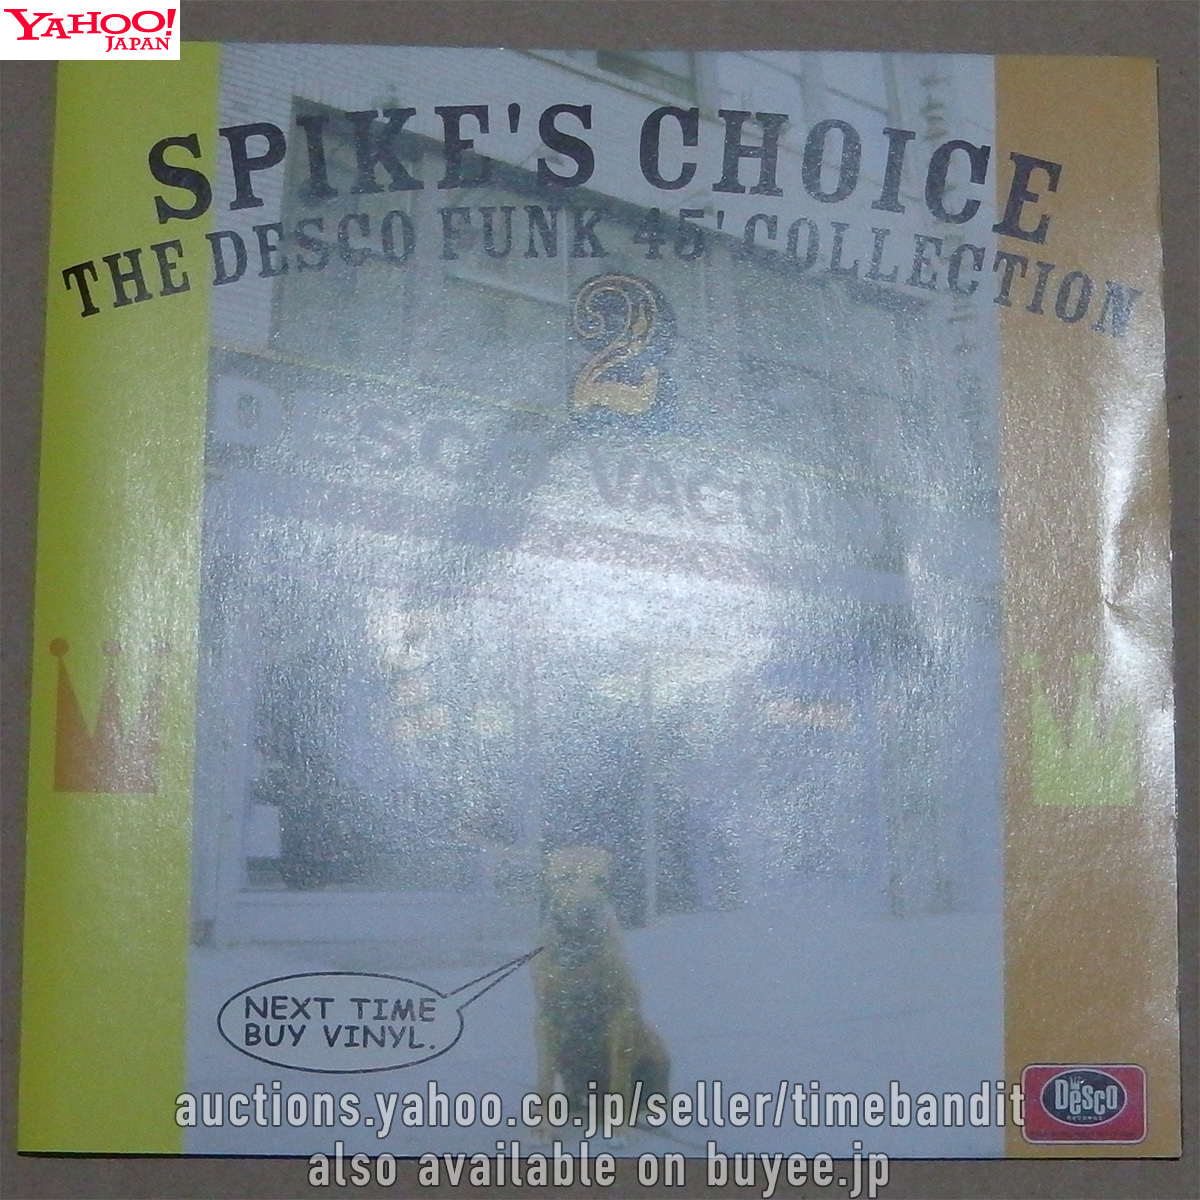 YAHOO!
JAPAN
SPIKE'S CHOICE
THE DESCO FUNK 45' COLLECTION
2
DESCO VACUU
NEXT TIME
BUY VINYL.
Desco
auctions.yahoo.co.jp/seller/timebandit
also available on buyee.jp